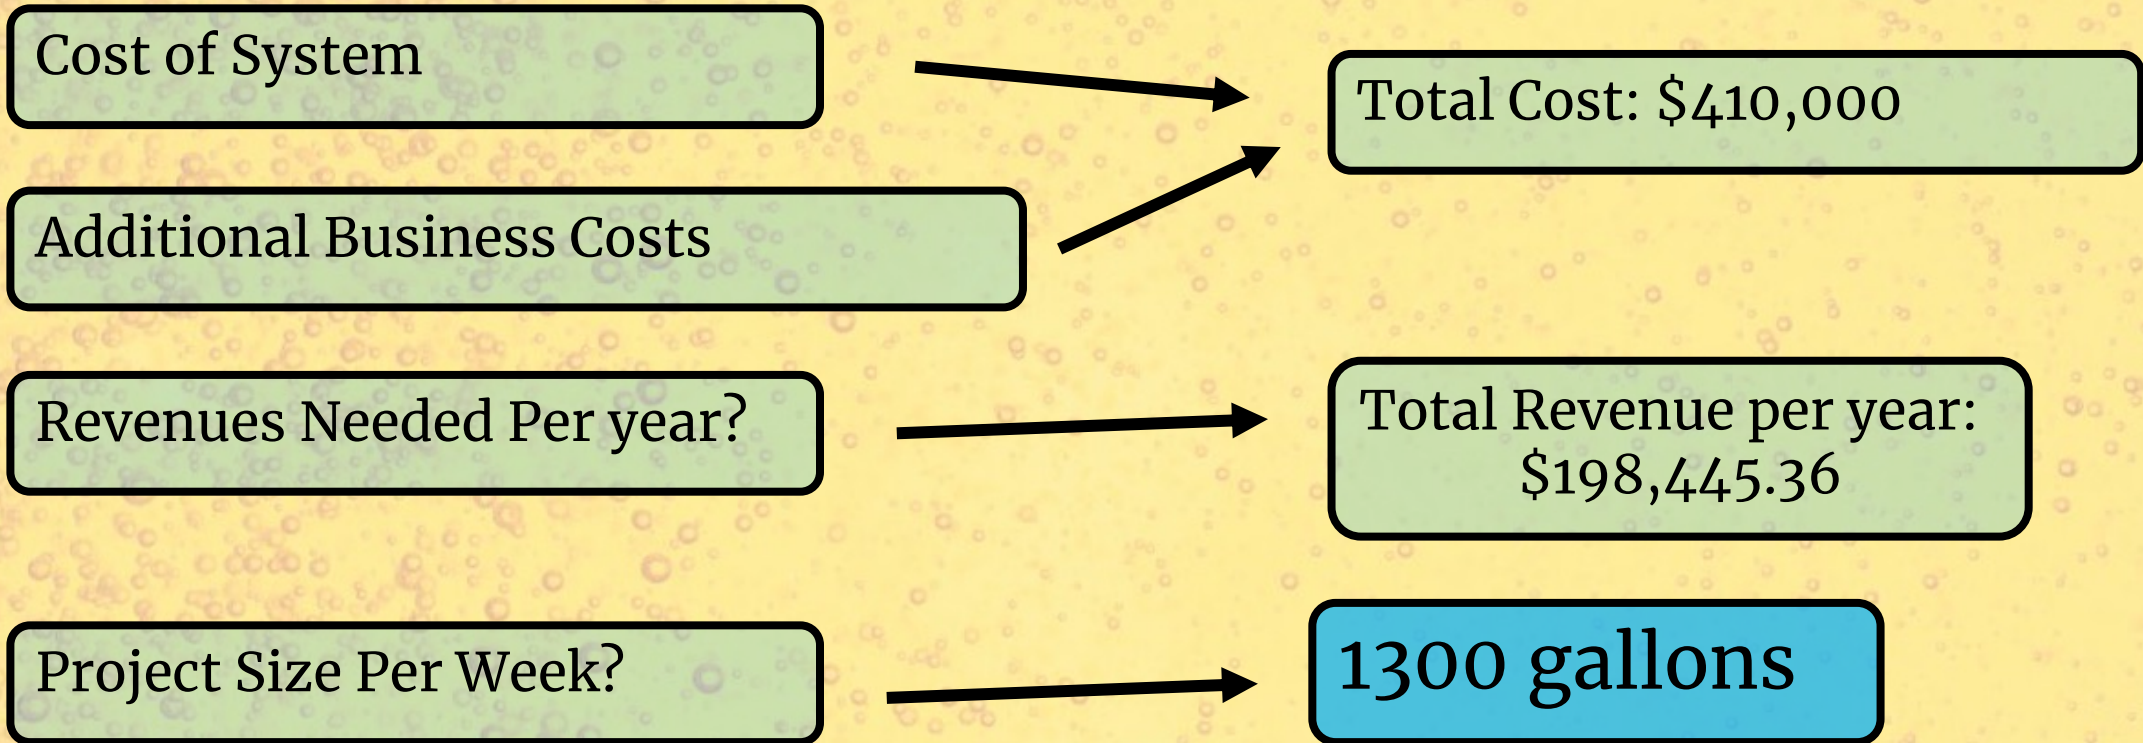 Cost of System
Total Cost: $410,000
Additional Business Costs
Revenues Needed Per year?
Total Revenue per year:
$198,445.36
Project Size Per Week?
1300 gallons